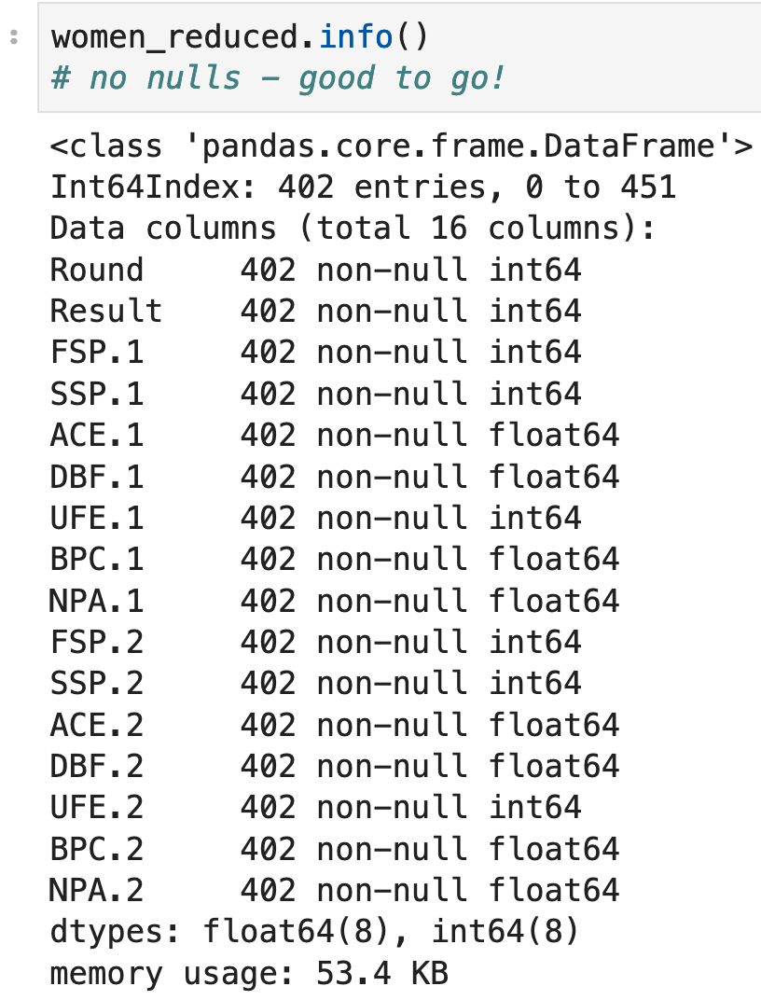 women_reduced.info()
# no nulls – good to go!
<class 'pandas.core.frame.DataFrame'>
Int64Index: 402 entries, 0 to 451
Data columns (total 16 columns):
Round     402 non-null int64
Result    402 non-null int64
FSP.1     402 non-null int64
SSP.1     402 non-null int64
ACE.1     402 non-null float64
DBF.1     402 non-null float64
UFE.1     402 non-null int64
BPC.1     402 non-null float64
NPA.1     402 non-null float64
FSP.2     402 non-null int64
SSP.2     402 non-null int64
ACE.2     402 non-null float64
DBF.2     402 non-null float64
UFE.2     402 non-null int64
BPC.2     402 non-null float64
NPA.2     402 non-null float64
dtypes: float64(8), int64(8)
memory usage: 53.4 KB